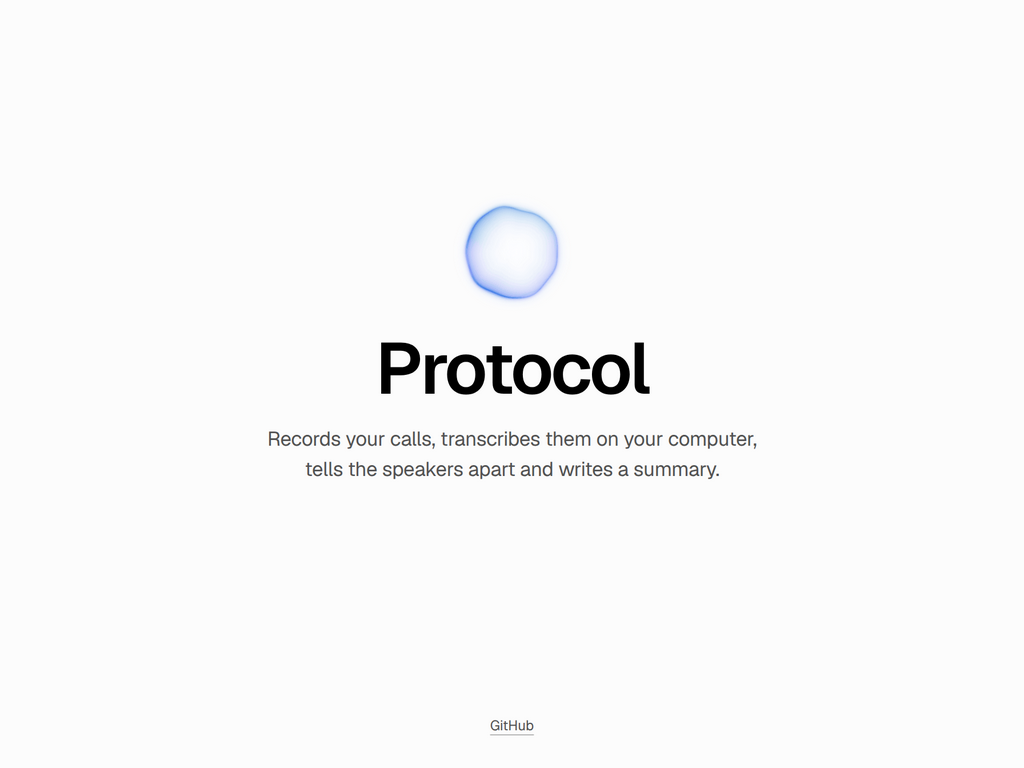 Protocol
Records your calls, transcribes them on your computer,
tells the speakers apart and writes a summary.
GitHub